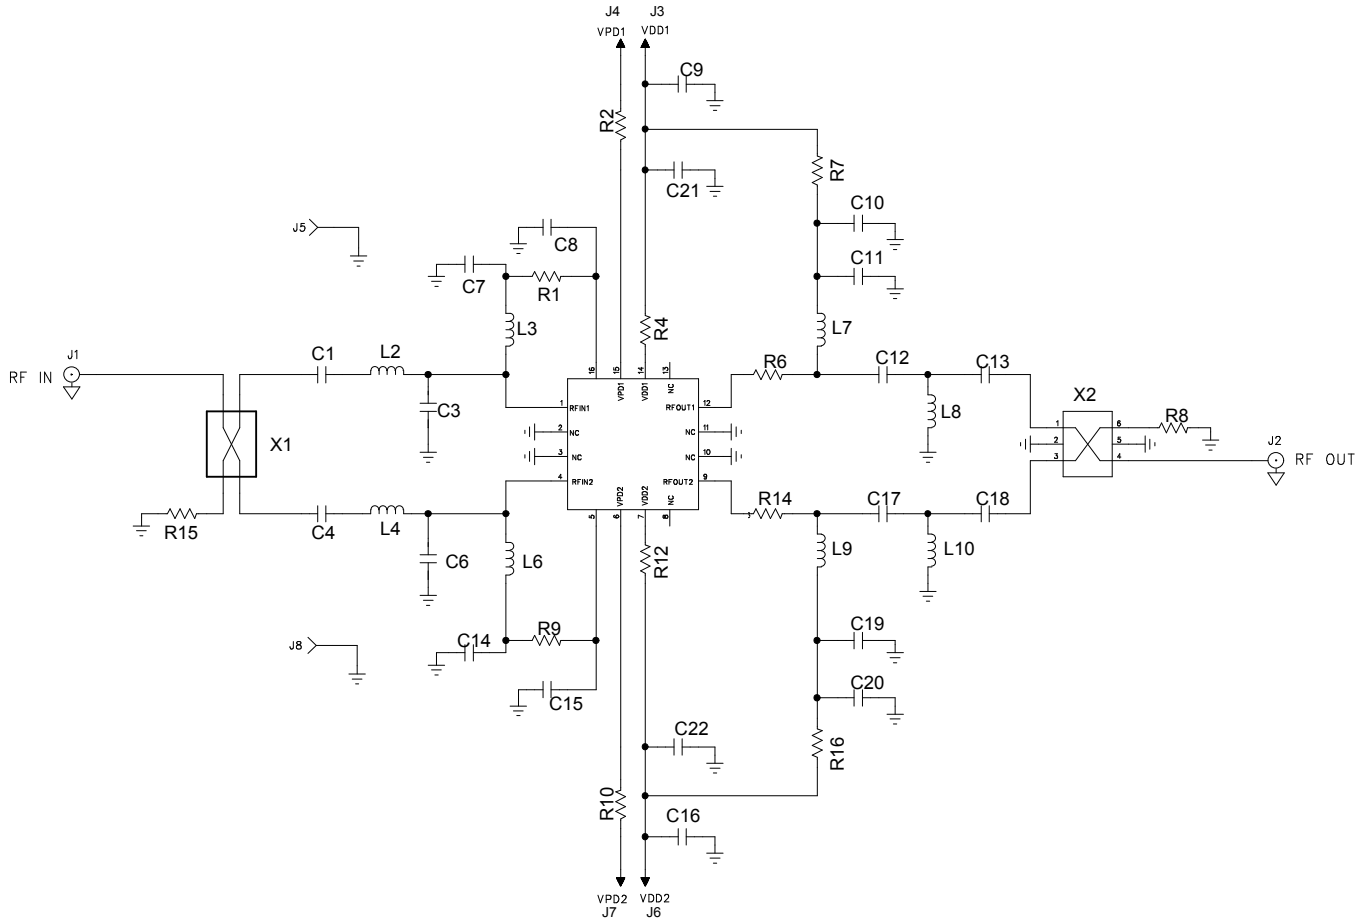 J4 J3
VPD1 VDD1
C9
R2
R7
C21
C10
J5
C8
C11
C7
R1
L3
R4
L7
J1
C1 L2
R6 C12 C13
RF IN
16 15 14 13
VPD1 VDD1 NC
X2
C3
1 RFIN1
RFOUT1 12
L8
1 6 R8
2 NC
NC 11
2 5
J2
X1
3 NC
NC 10
3 4
RF OUT
4 RFIN2
RFOUT2 9
VPD2 VDD2 NC
R14 C17 C18
5 6 7 8
R15
C4 L4
C6 L6
R12
L9 L10
J8
C14 R9
C19
C15
C20
C22
R16
R10
C16
VPD2 VDD2
J7 J6